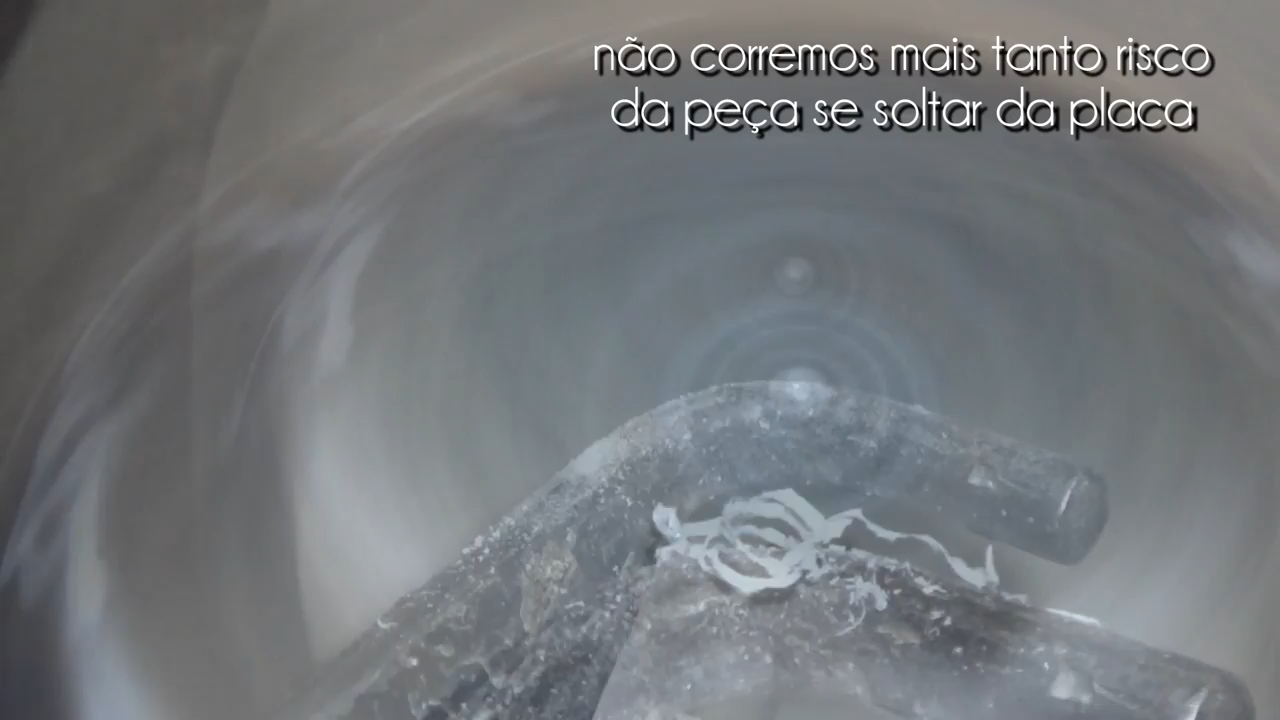 não corremos mais tanto risco
da peça se soltar da placa